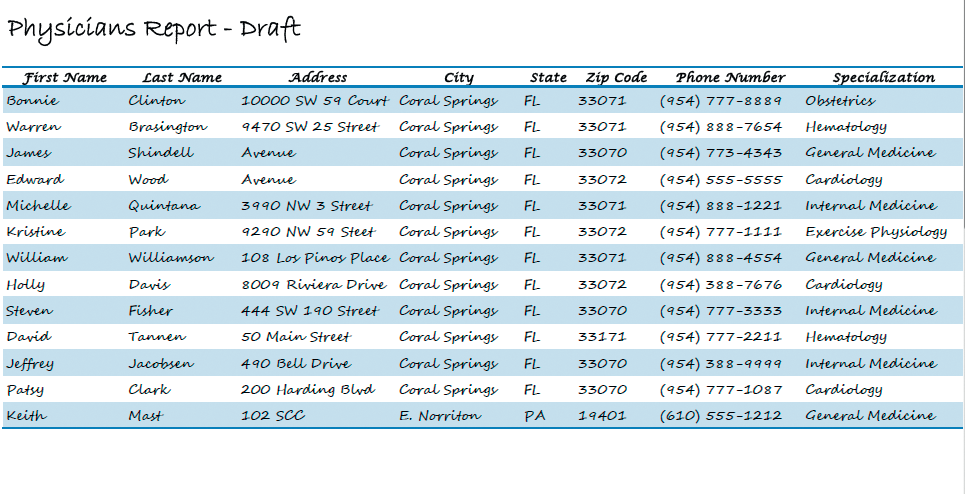 Physicians Report - Draft
First Name Last Name Address City State Zip Code Phone Number Specialization
Bonnie Clinton 10000 SW 59 Court Coral Springs FL 33071 (954) 777-8889 Obstetrics
Warren Brasington 9470 SW 25 Street Coral Springs FL 33071 (954) 888-7654 Hematology
James Shindell Avenue Coral Springs FL 33070 (954) 773-4343 General Medicine
Edward Wood Avenue Coral Springs FL 33072 (954) 555-5555 Cardiology
Michelle Quintana 3990 NW 3 Street Coral Springs FL 33071 (954) 888-1221 Internal Medicine
Kristine Park 9290 NW 59 Steet Coral Springs FL 33072 (954) 777-1111 Exercise Physiology
William Williamson 108 Los Pinos Place Coral Springs FL 33071 (954) 888-4554 General Medicine
Holly Davis 8009 Riviera Drive Coral Springs FL 33072 (954) 388-7676 Cardiology
Steven Fisher 444 SW 190 Street Coral Springs FL 33070 (954) 777-3333 Internal Medicine
David Tannen 50 Main Street Coral Springs FL 33171 (954) 777-2211 Hematology
Jeffrey Jacobsen 490 Bell Drive Coral Springs FL 33070 (954) 388-9999 Internal Medicine
Patsy Clark 200 Harding Blvd Coral Springs FL 33070 (954) 777-1087 Cardiology
Keith Mast 102 SCC E. Norriton PA 19401 (610) 555-1212 General Medicine